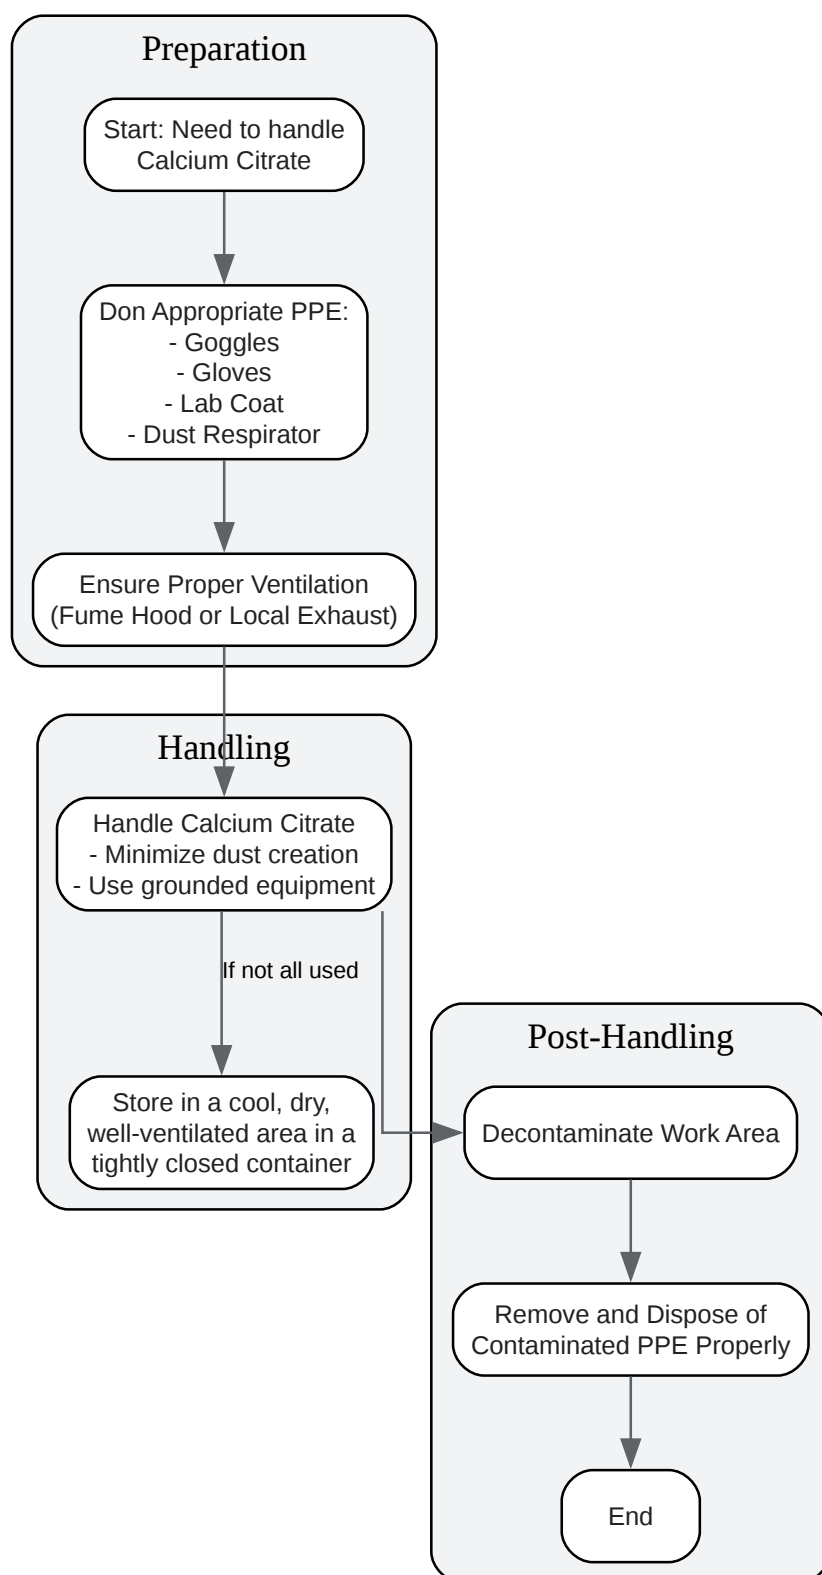 Preparation
Start: Need to handle
Calcium Citrate
Don Appropriate PPE:
- Goggles
- Gloves
- Lab Coat
- Dust Respirator
Ensure Proper Ventilation
(Fume Hood or Local Exhaust)
Handling
Handle Calcium Citrate
- Minimize dust creation
- Use grounded equipment
If not all used
Store in a cool, dry,
well-ventilated area in a
tightly closed container
Post-Handling
Decontaminate Work Area
Remove and Dispose of
Contaminated PPE Properly
End